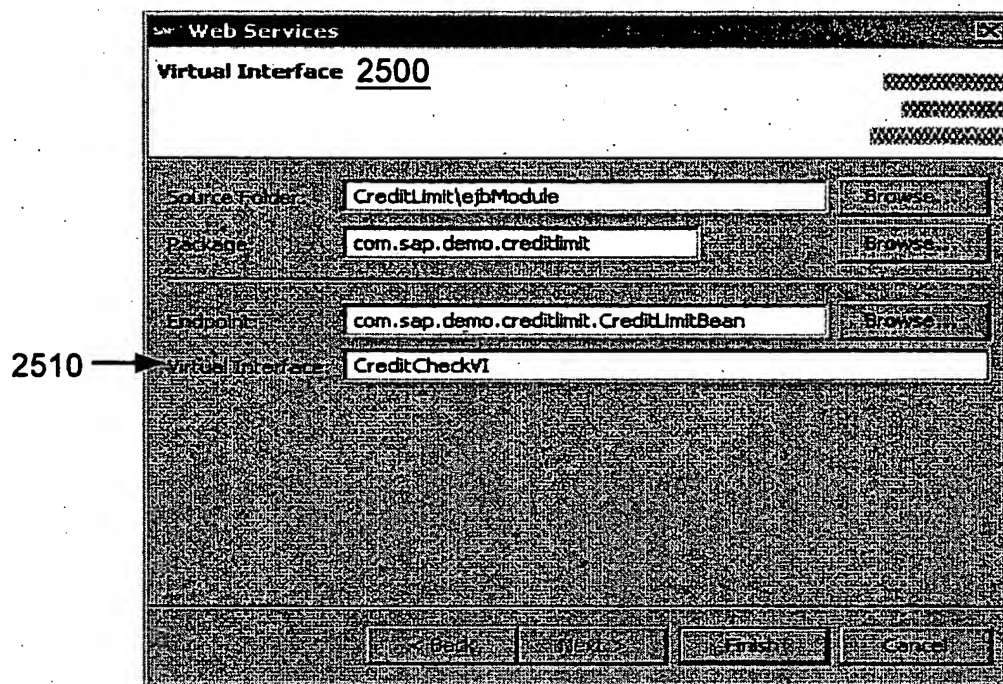 Web Services
Virtual Interface 2500
Source Folder: CreditLimit\ejbModule Browse...
Package: com.sap.demo.creditlimit Browse...
Endpoint: com.sap.demo.creditlimit.CreditLimitBean Browse...
2510 Virtual Interface: CreditCheckVI
< Back Next > Finish Cancel